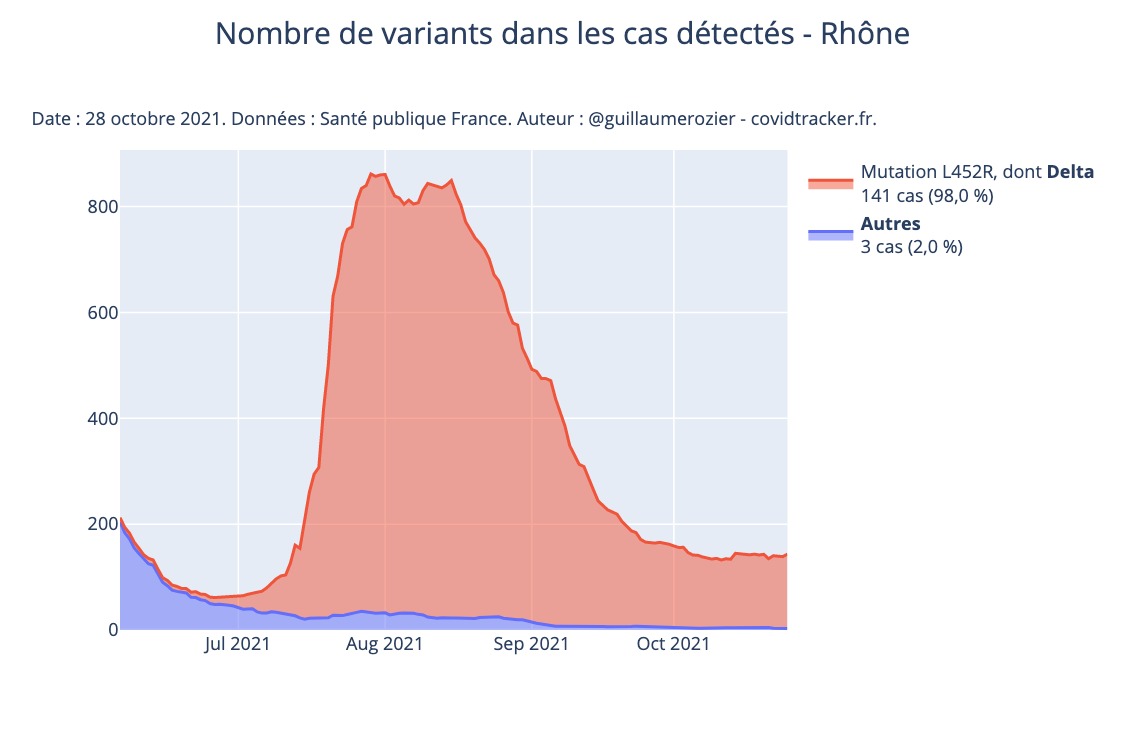 Nombre de variants dans les cas détectés - Rhône
Date : 28 octobre 2021. Données : Santé publique France. Auteur : @guillaumerozier - covidtracker.fr.
Mutation L452R, dont Delta
141 cas (98,0 %)
Autres
3 cas (2,0 %)
800
600
400
200
0
Jul 2021
Aug 2021
Sep 2021
Oct 2021